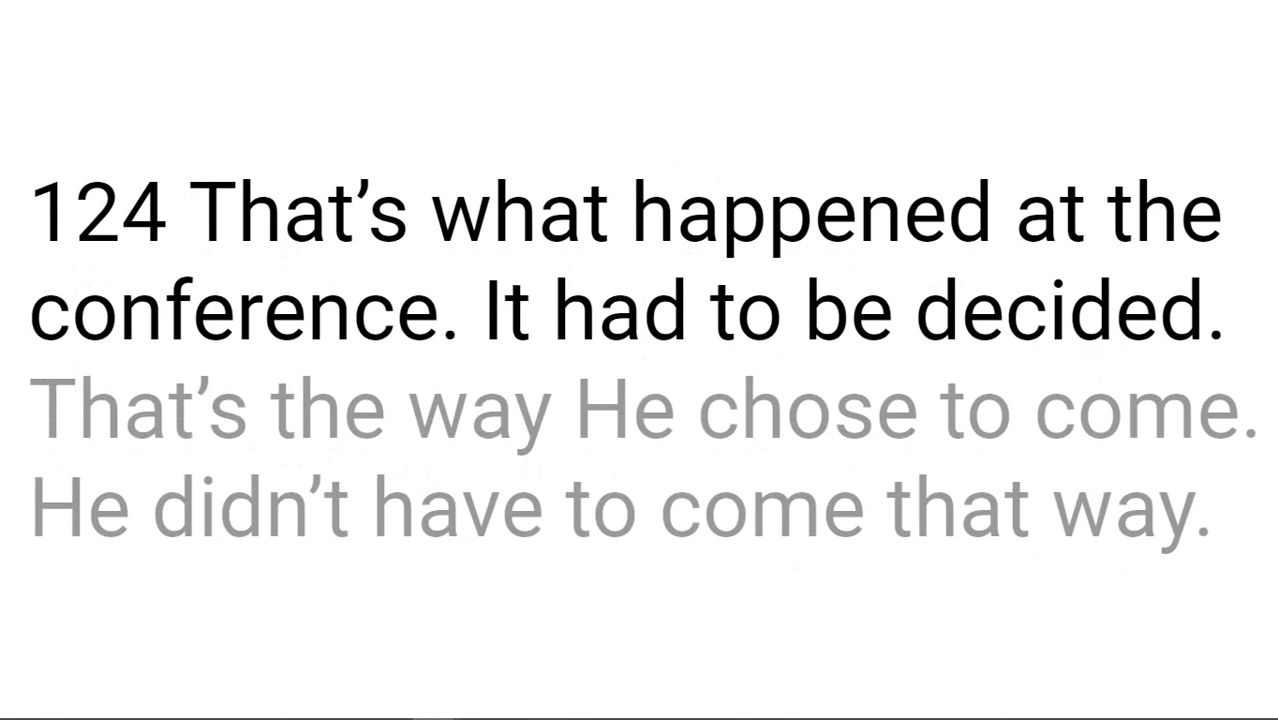 124 That’s what happened at the
conference. It had to be decided.
That’s the way He chose to come.
He didn’t have to come that way.